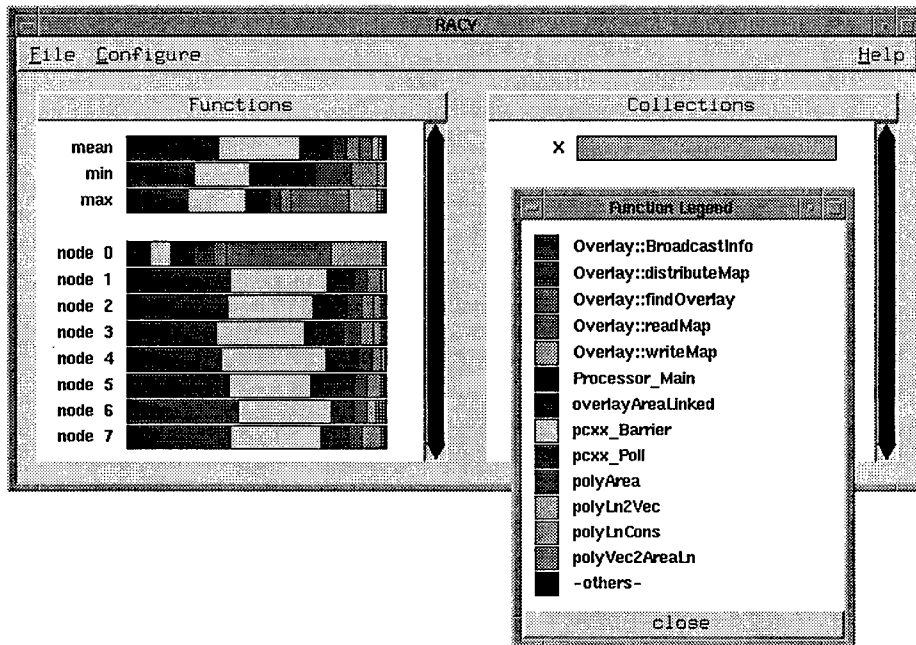 RACY
File Configure Help
Functions
mean
min
max
node 0
node 1
node 2
node 3
node 4
node 5
node 6
node 7
Collections
X
Function Legend
Overlay::BroadcastInfo
Overlay::distributeMap
Overlay::findOverlay
Overlay::readMap
Overlay::writeMap
Processor_Main
overlayAreaLinked
pcxx_Barrier
pcxx_Poll
polyArea
polyLn2Vec
polyLnCons
polyVec2AreaLn
-others-
close